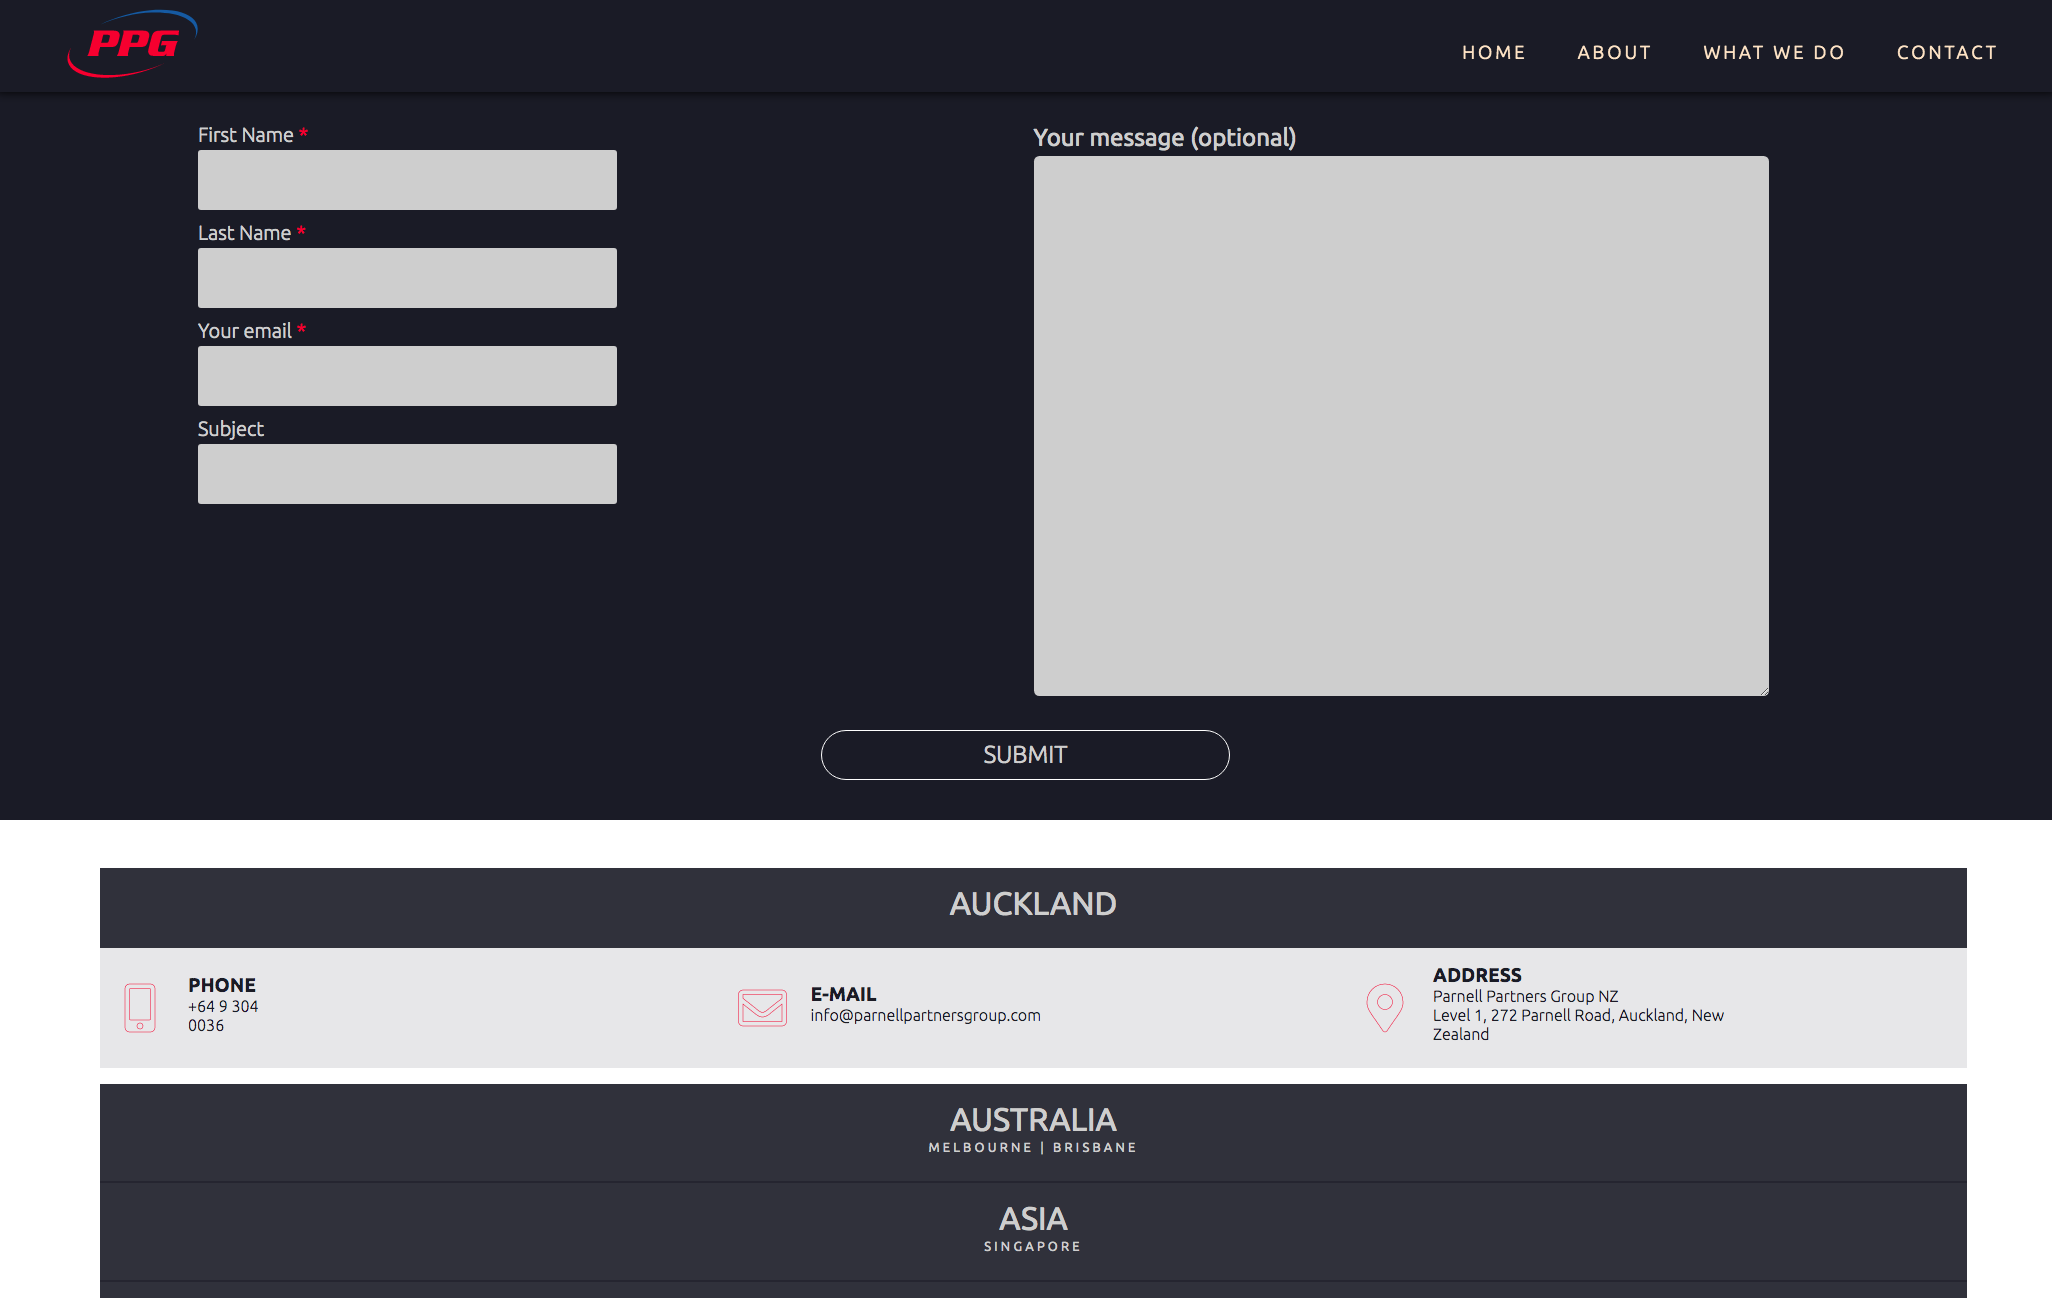 PPG
HOME ABOUT WHAT WE DO CONTACT
First Name *
Last Name *
Your email *
Subject
Your message (optional)
SUBMIT
AUCKLAND
PHONE
+64 9 304
0036
E-MAIL
info@parnellpartnersgroup.com
ADDRESS
Parnell Partners Group NZ
Level 1, 272 Parnell Road, Auckland, New
Zealand
AUSTRALIA
MELBOURNE | BRISBANE
ASIA
SINGAPORE